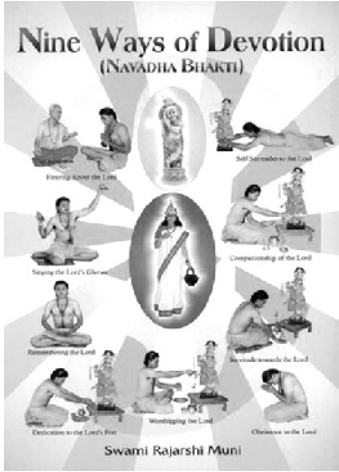 Nine Ways of Devotion
(NAVADHA BHAKTI)
Hearing About the Lord
Self Surrender to the Lord
Singing the Lord's Glories
Companionship of the Lord
Remembering the Lord
Servitude towards the Lord
Dedication to the Lord's Feet
Worshipping the Lord
Obeisance to the Lord
Swami Rajarshi Muni